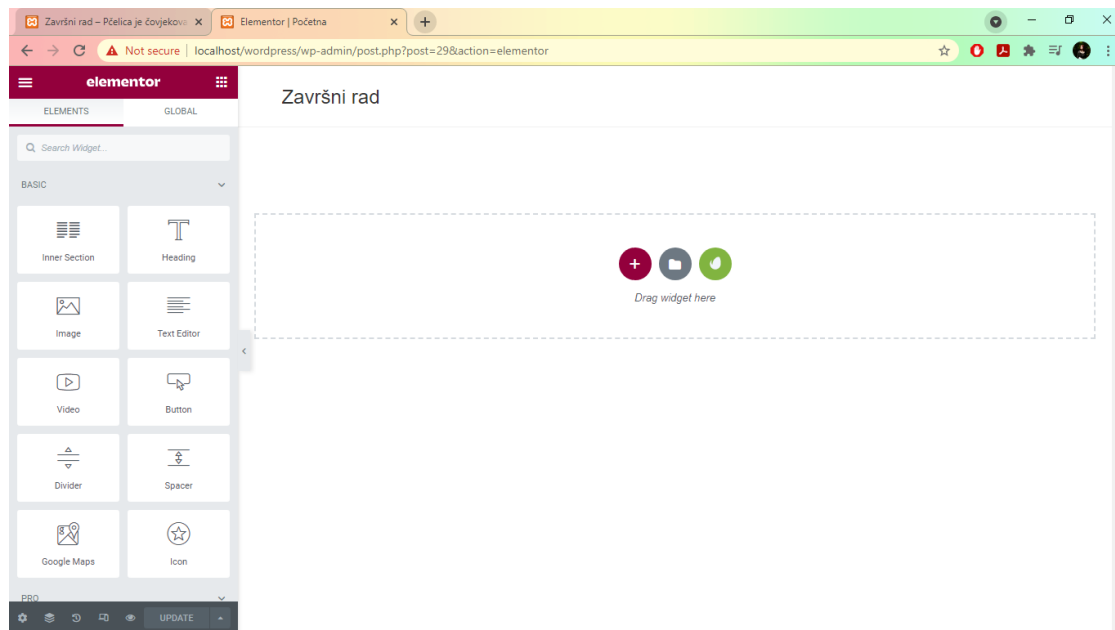 Završni rad – Pčelica je čovjekova
Elementor | Početna
Not secure | localhost/wordpress/wp-admin/post.php?post=29&action=elementor
elementor
ELEMENTS GLOBAL
Završni rad
Search Widget...
BASIC
Inner Section Heading
Drag widget here
Image Text Editor
Video Button
Divider Spacer
Google Maps Icon
PRO
UPDATE